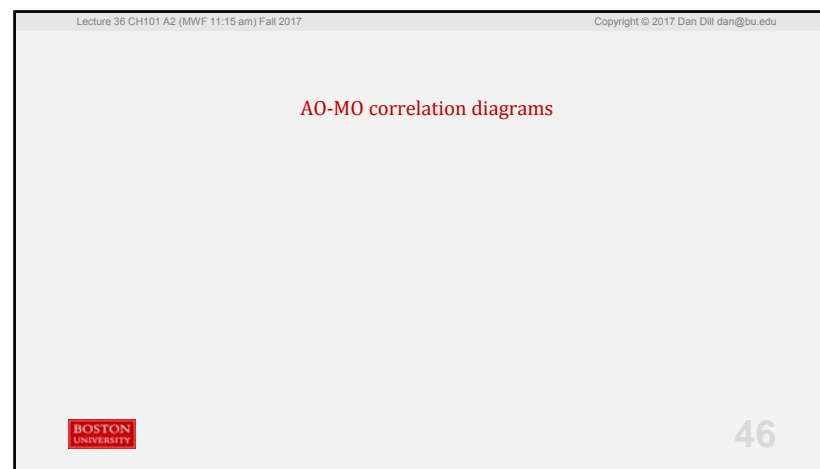 Lecture 36 CH101 A2 (MWF 11:15 am) Fall 2017
Copyright © 2017 Dan Dill dan@bu.edu
AO-MO correlation diagrams
BOSTON
UNIVERSITY
46